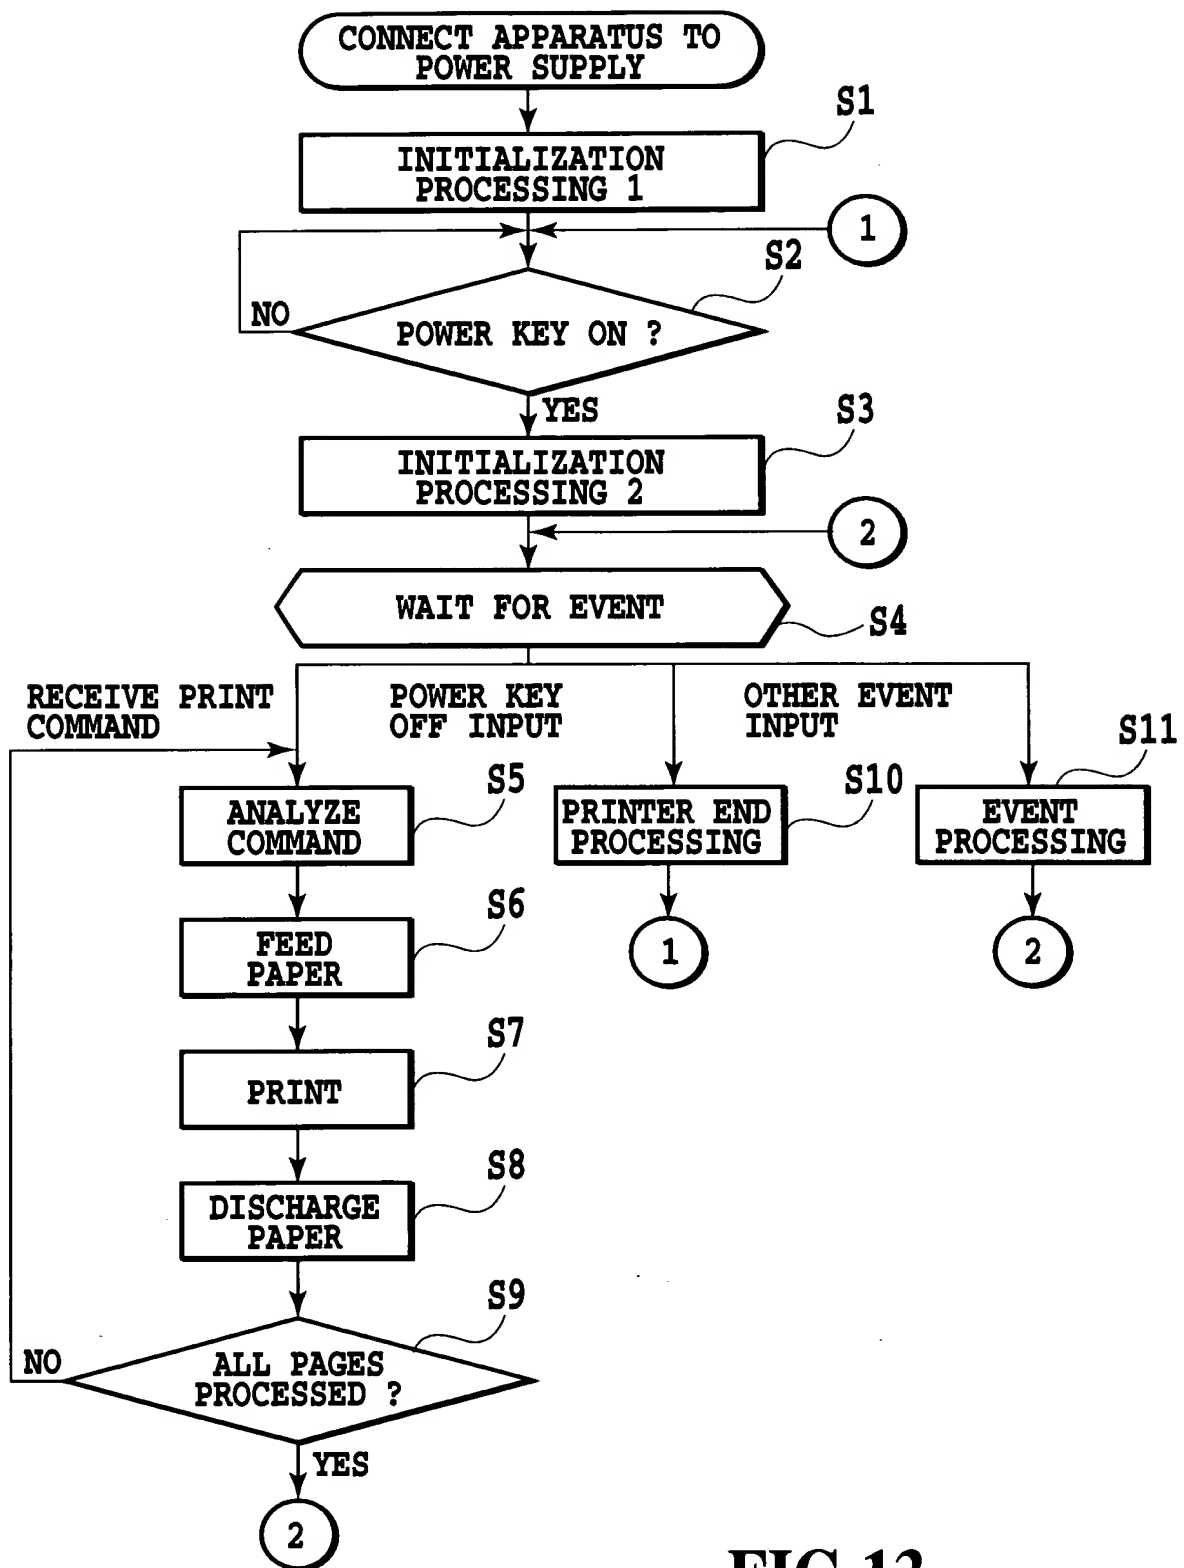 CONNECT APPARATUS TO
POWER SUPPLY
S1
INITIALIZATION
PROCESSING 1
1
S2
NO
POWER KEY ON ?
YES
S3
INITIALIZATION
PROCESSING 2
2
WAIT FOR EVENT
S4
RECEIVE PRINT
COMMAND
POWER KEY
OFF INPUT
OTHER EVENT
INPUT
S5
ANALYZE
COMMAND
S10
PRINTER END
PROCESSING
S11
EVENT
PROCESSING
S6
FEED
PAPER
1
2
S7
PRINT
S8
DISCHARGE
PAPER
S9
NO
ALL PAGES
PROCESSED ?
YES
2
FIG.13